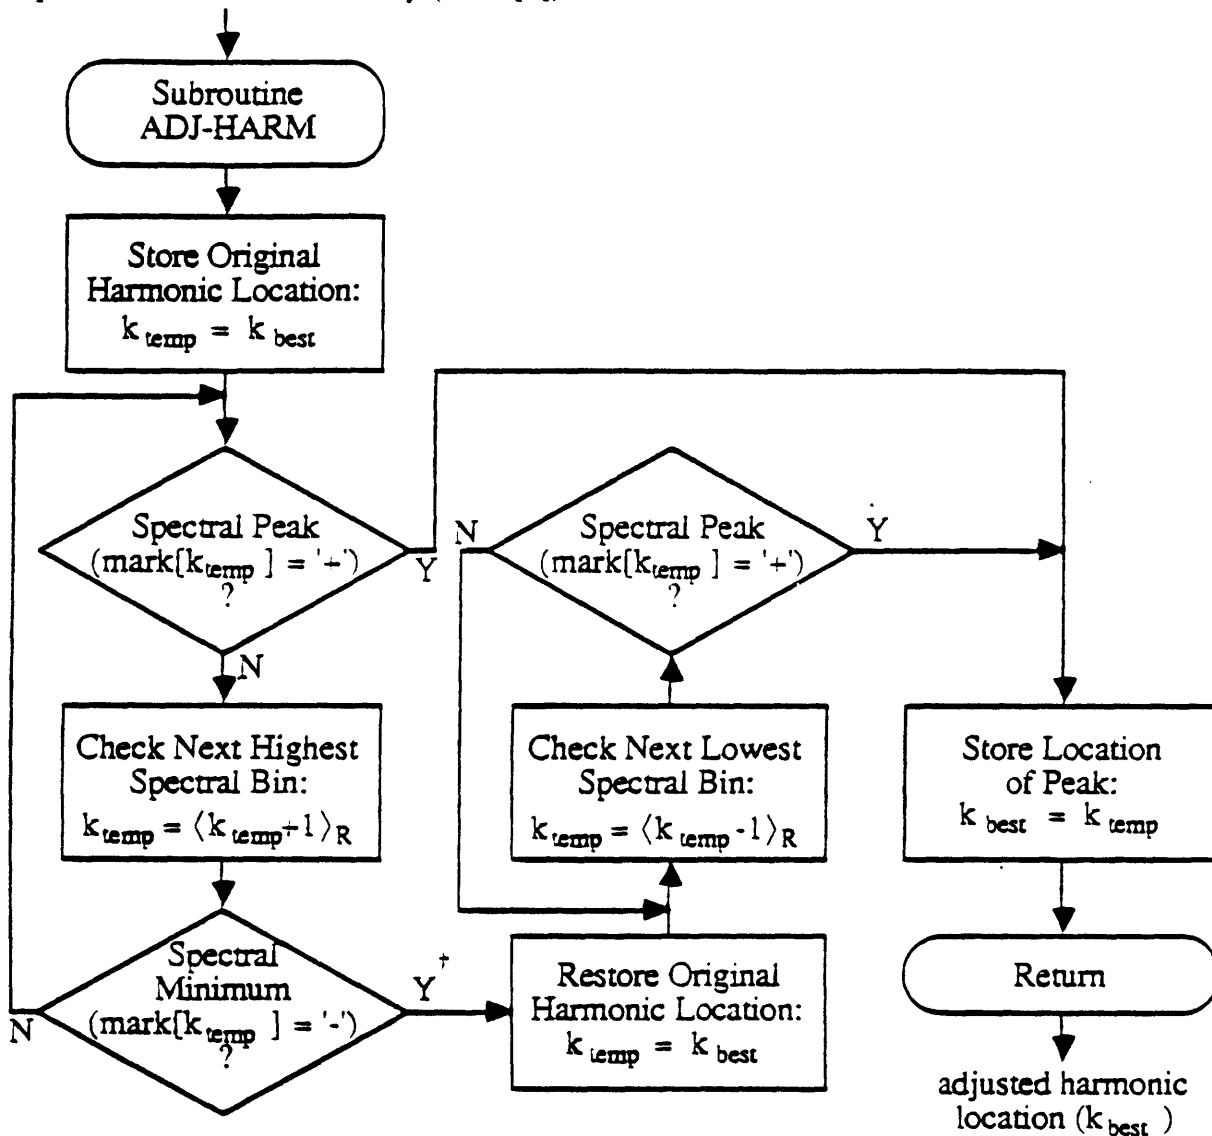 Subroutine
ADJ-HARM
Store Original
Harmonic Location:
k temp = k best
Spectral Peak
(mark[k temp ] = '+')
?
Y
N
Check Next Highest
Spectral Bin:
k temp = ⟨k temp+1⟩R
Spectral
Minimum
(mark[k temp ] = '-')
?
N
Y †
Restore Original
Harmonic Location:
k temp = k best
Check Next Lowest
Spectral Bin:
k temp = ⟨k temp -1⟩R
Spectral Peak
(mark[k temp ] = '+')
?
N
Y
Store Location
of Peak:
k best = k temp
Return
adjusted harmonic
location (k best )